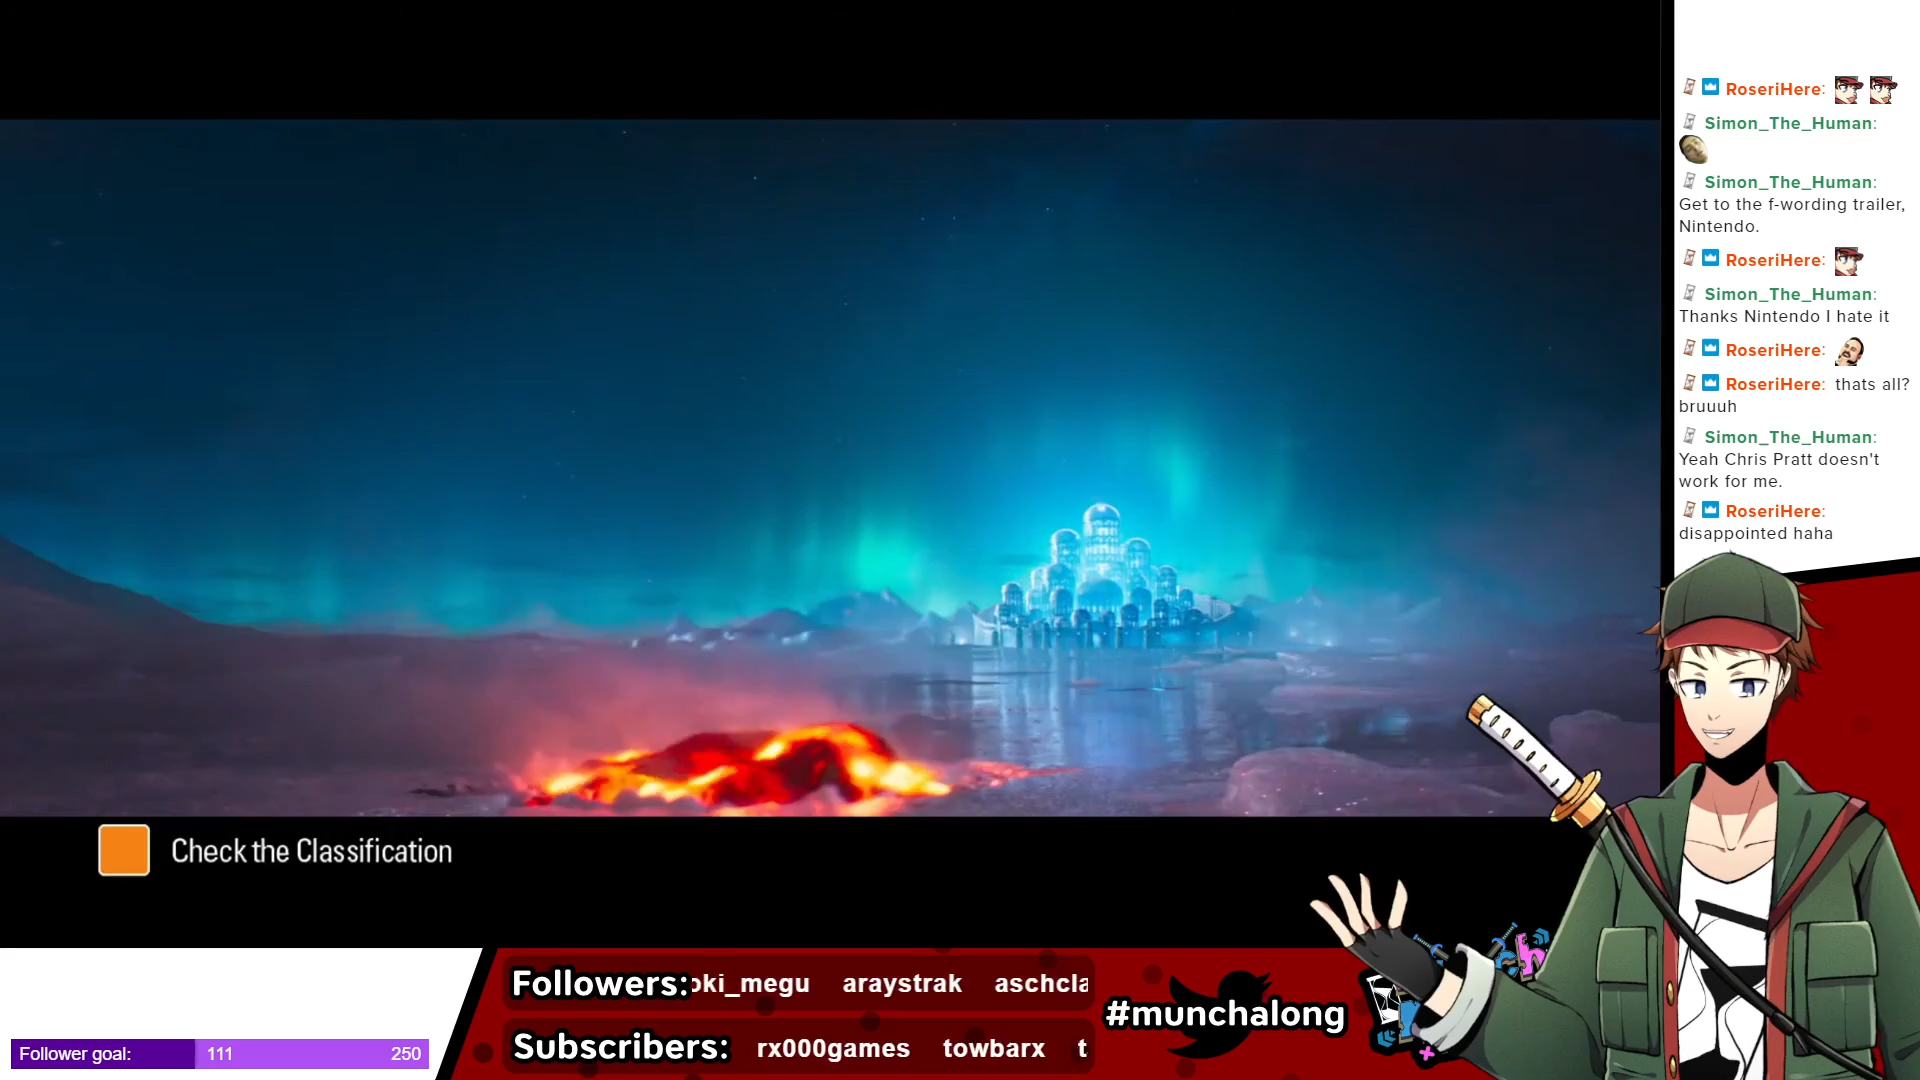 RoseriHere:
Simon_The_Human:
Simon_The_Human:
Get to the f-wording trailer,
Nintendo.
RoseriHere:
Simon_The_Human:
Thanks Nintendo I hate it
RoseriHere:
RoseriHere: thats all?
bruuuh
Simon_The_Human:
Yeah Chris Pratt doesn't
work for me.
RoseriHere:
disappointed haha
Check the Classification
Followers: oki_megu araystrak aschcla
Subscribers: rx000games towbarx t
#munchalong
Follower goal: 111 250